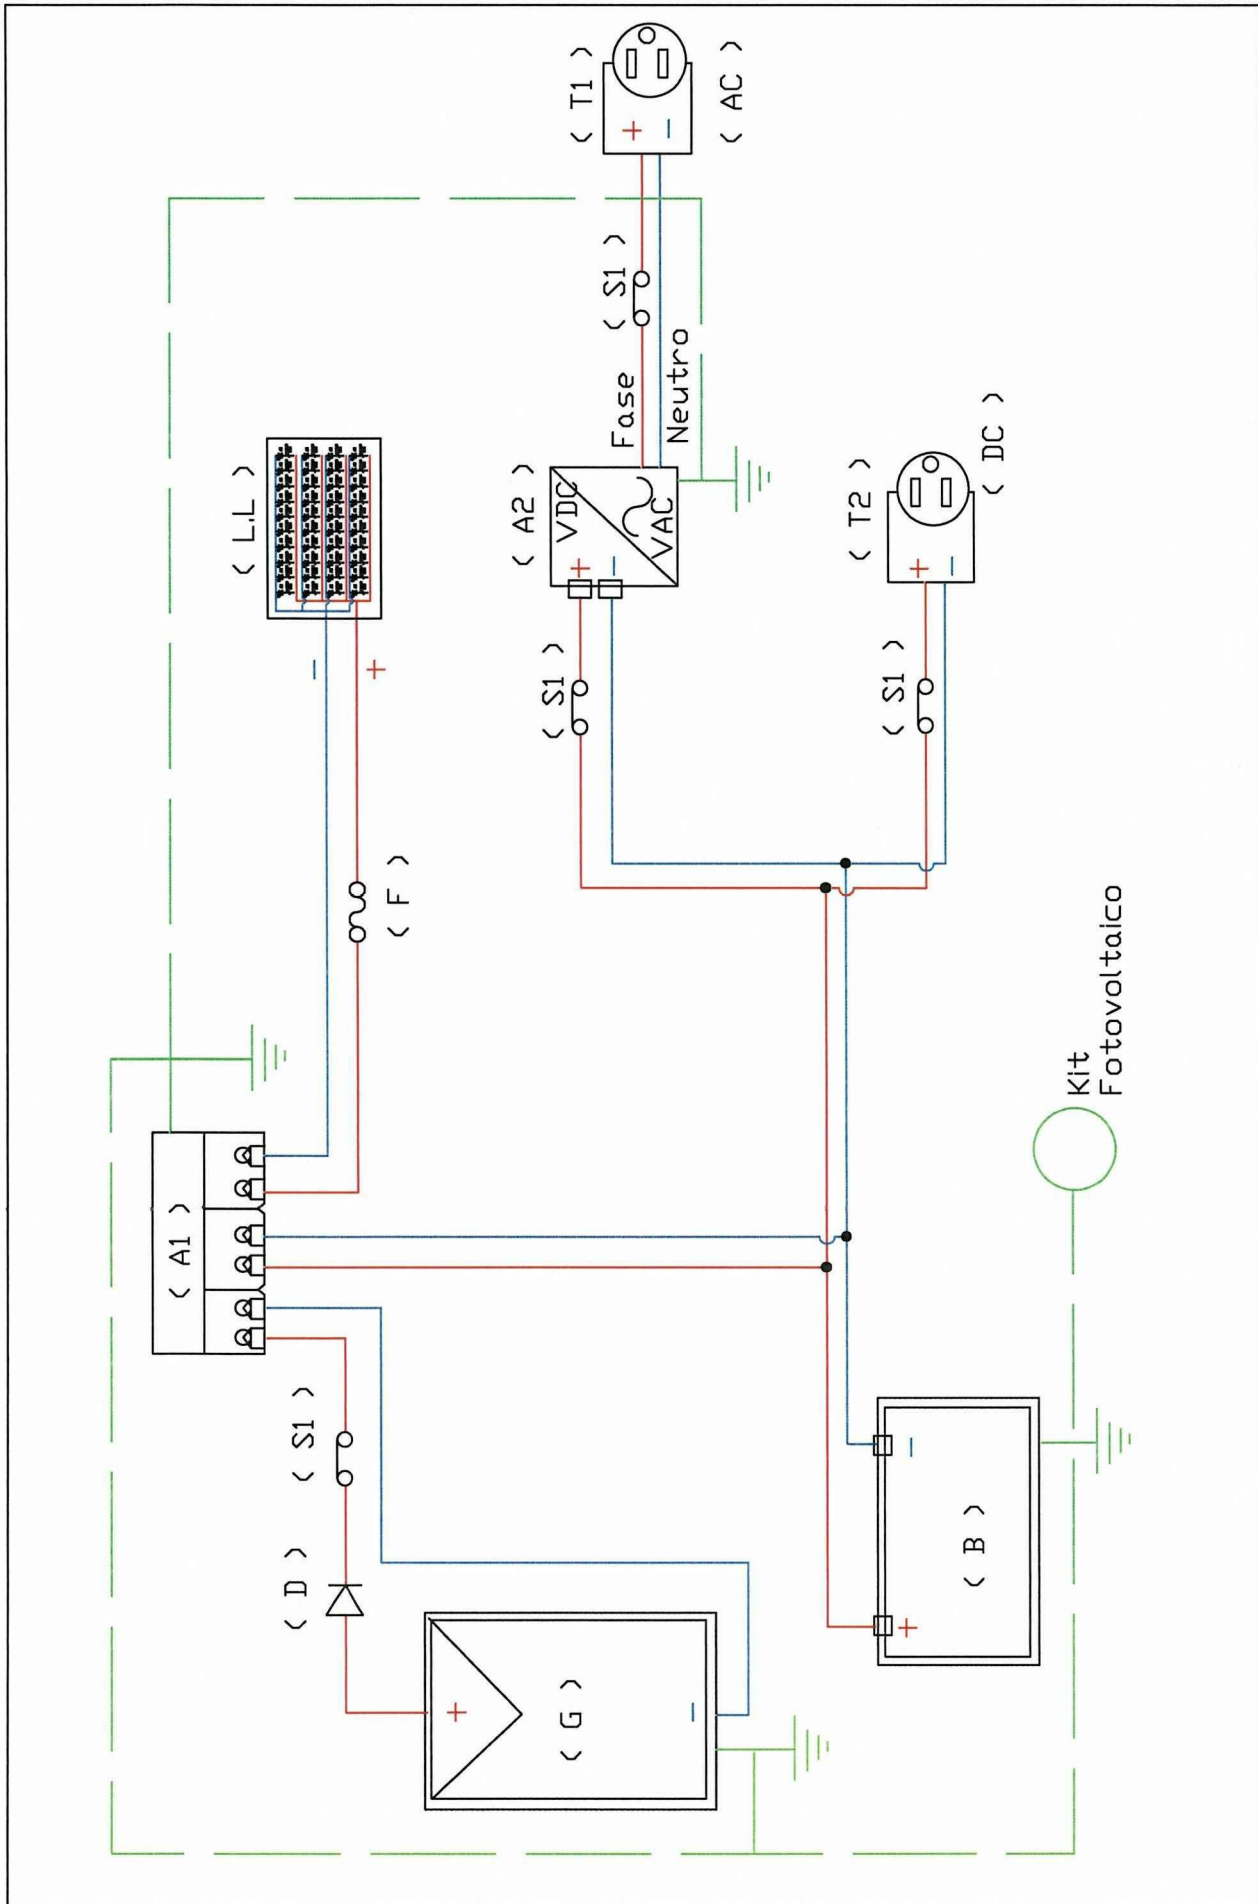 ( G )
+
-
( D )
( S1 )
( A1 )
( B )
+
-
( F )
-
+
( L.L )
( S1 )
+
-
( A2 )
VDC
VAC
Fase
Neutro
( S1 )
( T1 )
+
-
( AC )
( S1 )
( T2 )
+
-
( DC )
Kit
Fotovoltaico